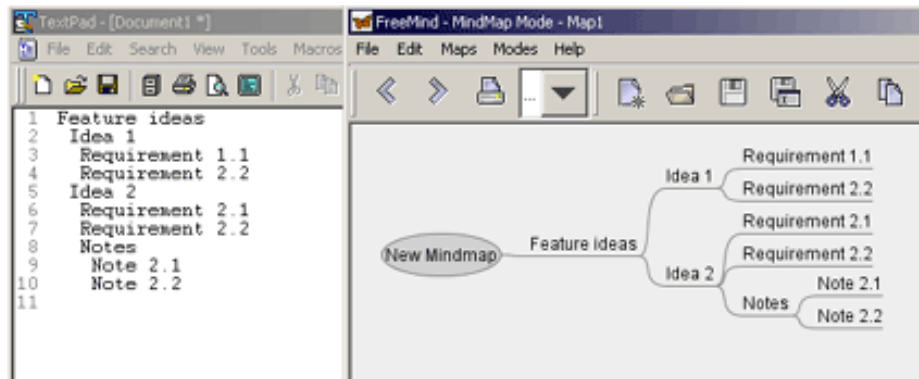 TextPad - [Document1 *]
File Edit Search View Tools Macros
1 Feature ideas
2 Idea 1
3 Requirement 1.1
4 Requirement 2.2
5 Idea 2
6 Requirement 2.1
7 Requirement 2.2
8 Notes
9 Note 2.1
10 Note 2.2
11
FreeMind - MindMap Mode - Map1
File Edit Maps Modes Help
...
New Mindmap
Feature ideas
Idea 1
Requirement 1.1
Requirement 2.2
Idea 2
Requirement 2.1
Requirement 2.2
Notes
Note 2.1
Note 2.2